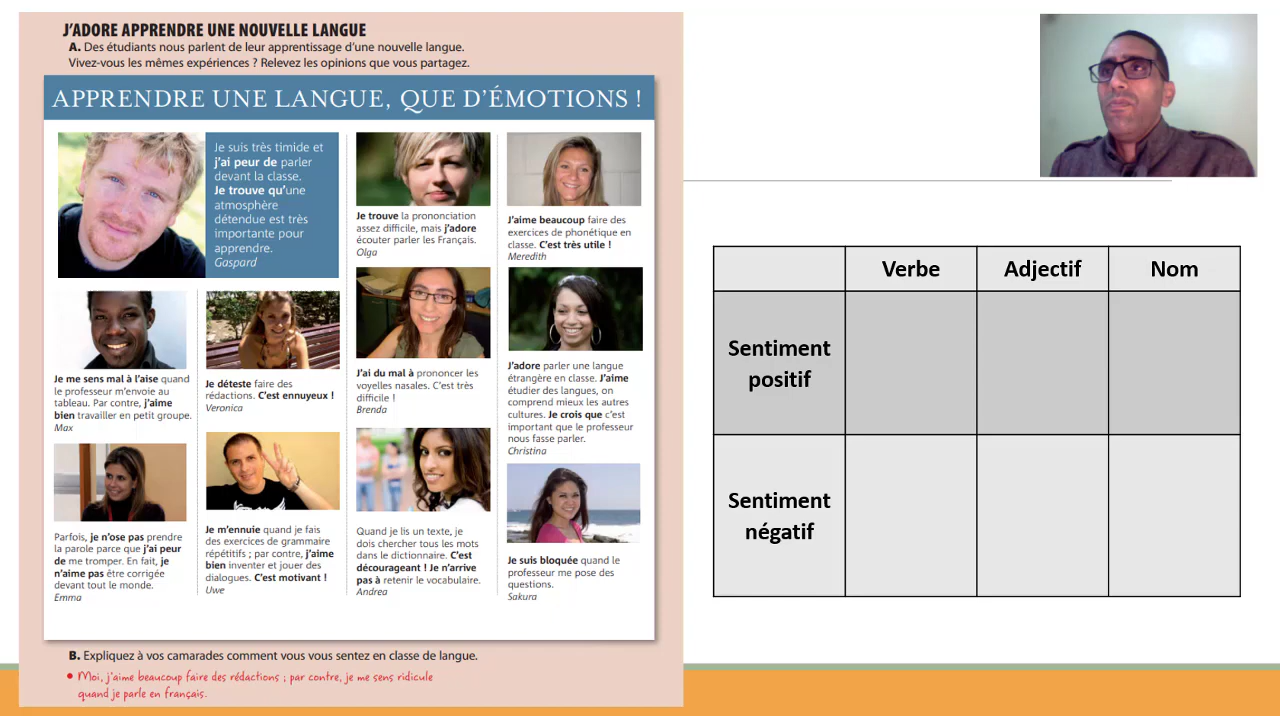 J'ADORE APPRENDRE UNE NOUVELLE LANGUE
A. Des étudiants nous parlent de leur apprentissage d'une nouvelle langue.
Vivez-vous les mêmes expériences ? Relevez les opinions que vous partagez.
APPRENDRE UNE LANGUE, QUE D'ÉMOTIONS !
Je suis très timide et
j'ai peur de parler
devant la classe.
Je trouve qu'une
atmosphère
détendue est très
importante pour
apprendre.
Gaspard
Je me sens mal à l'aise quand
le professeur m'envoie au
tableau. Par contre, j'aime
bien travailler en petit groupe.
Max
Parfois, je n'ose pas prendre
la parole parce que j'ai peur
de me tromper. En fait, je
n'aime pas être corrigée
devant tout le monde.
Emma
Je déteste faire des
rédactions. C'est ennuyeux !
Veronica
Je m'ennuie quand je fais
des exercices de grammaire
répétitifs ; par contre, j'aime
bien inventer et jouer des
dialogues. C'est motivant !
Uwe
Je trouve la prononciation
assez difficile, mais j'adore
écouter parler les Français.
Olga
J'ai du mal à prononcer les
voyelles nasales. C'est très
difficile !
Brenda
Quand je lis un texte, je
dois chercher tous les mots
dans le dictionnaire. C'est
décourageant ! Je n'arrive
pas à retenir le vocabulaire.
Andrea
J'aime beaucoup faire des
exercices de phonétique en
classe. C'est très utile !
Meredith
J'adore parler une langue
étrangère en classe. J'aime
étudier des langues, on
comprend mieux les autres
cultures. Je crois que c'est
important que le professeur
nous fasse parler.
Christina
Je suis bloquée quand le
professeur me pose des
questions.
Sakura
B. Expliquez à vos camarades comment vous vous sentez en classe de langue.
• Moi, j'aime beaucoup faire des rédactions ; par contre, je me sens ridicule
quand je parle en français.
Verbe Adjectif Nom
Sentiment
positif
Sentiment
négatif